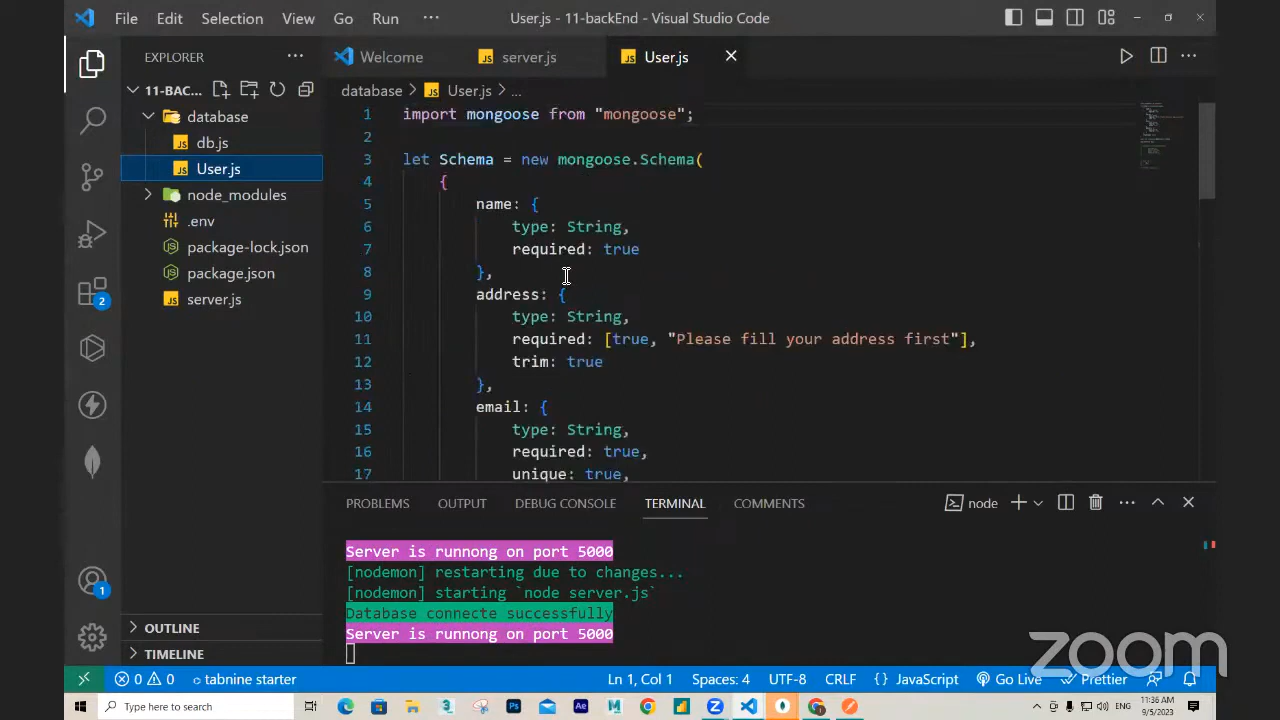 File Edit Selection View Go Run ··· User.js - 11-backEnd - Visual Studio Code
EXPLORER ··· Welcome server.js User.js
11-BAC...
database > User.js > ...
database
db.js
User.js
node_modules
.env
package-lock.json
package.json
server.js
OUTLINE
TIMELINE
2
1
1 import mongoose from "mongoose";
2
3 let Schema = new mongoose.Schema(
4 {
5 name: {
6 type: String,
7 required: true
8 },
9 address: {
10 type: String,
11 required: [true, "Please fill your address first"],
12 trim: true
13 },
14 email: {
15 type: String,
16 required: true,
17 unique: true,
PROBLEMS OUTPUT DEBUG CONSOLE TERMINAL COMMENTS node
Server is runnong on port 5000
[nodemon] restarting due to changes...
[nodemon] starting `node server.js`
Database connecte successfully
Server is runnong on port 5000
zoom
0 0 tabnine starter Ln 1, Col 1 Spaces: 4 UTF-8 CRLF {} JavaScript Go Live Prettier
Type here to search ENG 11:36 AM
9/5/2023